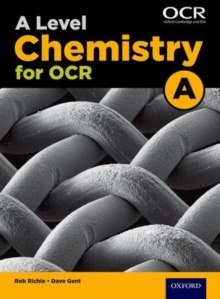 A Level
Chemistry
for OCR
A
OCR
Oxford Cambridge and RSA
Rob Ritchie • Dave Gent
OXFORD